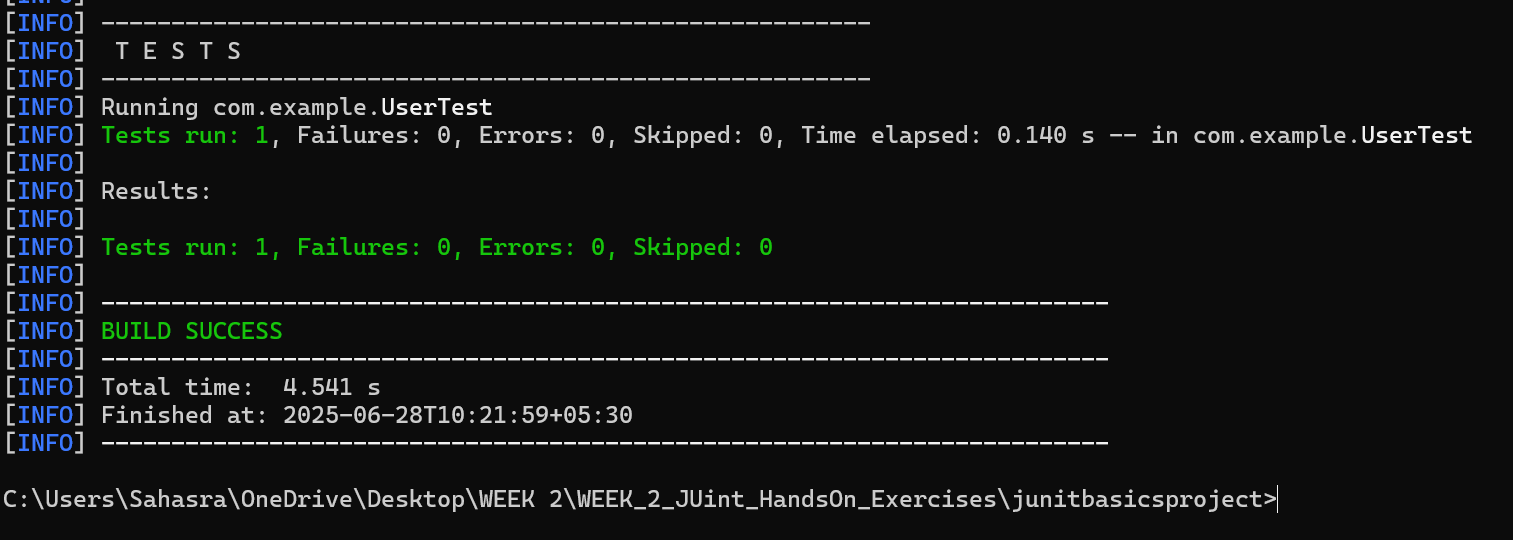 [INFO] -------------------------------------------------------
[INFO]  T E S T S
[INFO] -------------------------------------------------------
[INFO] Running com.example.UserTest
[INFO] Tests run: 1, Failures: 0, Errors: 0, Skipped: 0, Time elapsed: 0.140 s -- in com.example.UserTest
[INFO]
[INFO] Results:
[INFO]
[INFO] Tests run: 1, Failures: 0, Errors: 0, Skipped: 0
[INFO]
[INFO] ------------------------------------------------------------------------
[INFO] BUILD SUCCESS
[INFO] ------------------------------------------------------------------------
[INFO] Total time:  4.541 s
[INFO] Finished at: 2025-06-28T10:21:59+05:30
[INFO] ------------------------------------------------------------------------
C:\Users\Sahasra\OneDrive\Desktop\WEEK 2\WEEK_2_JUint_HandsOn_Exercises\junitbasicsproject>